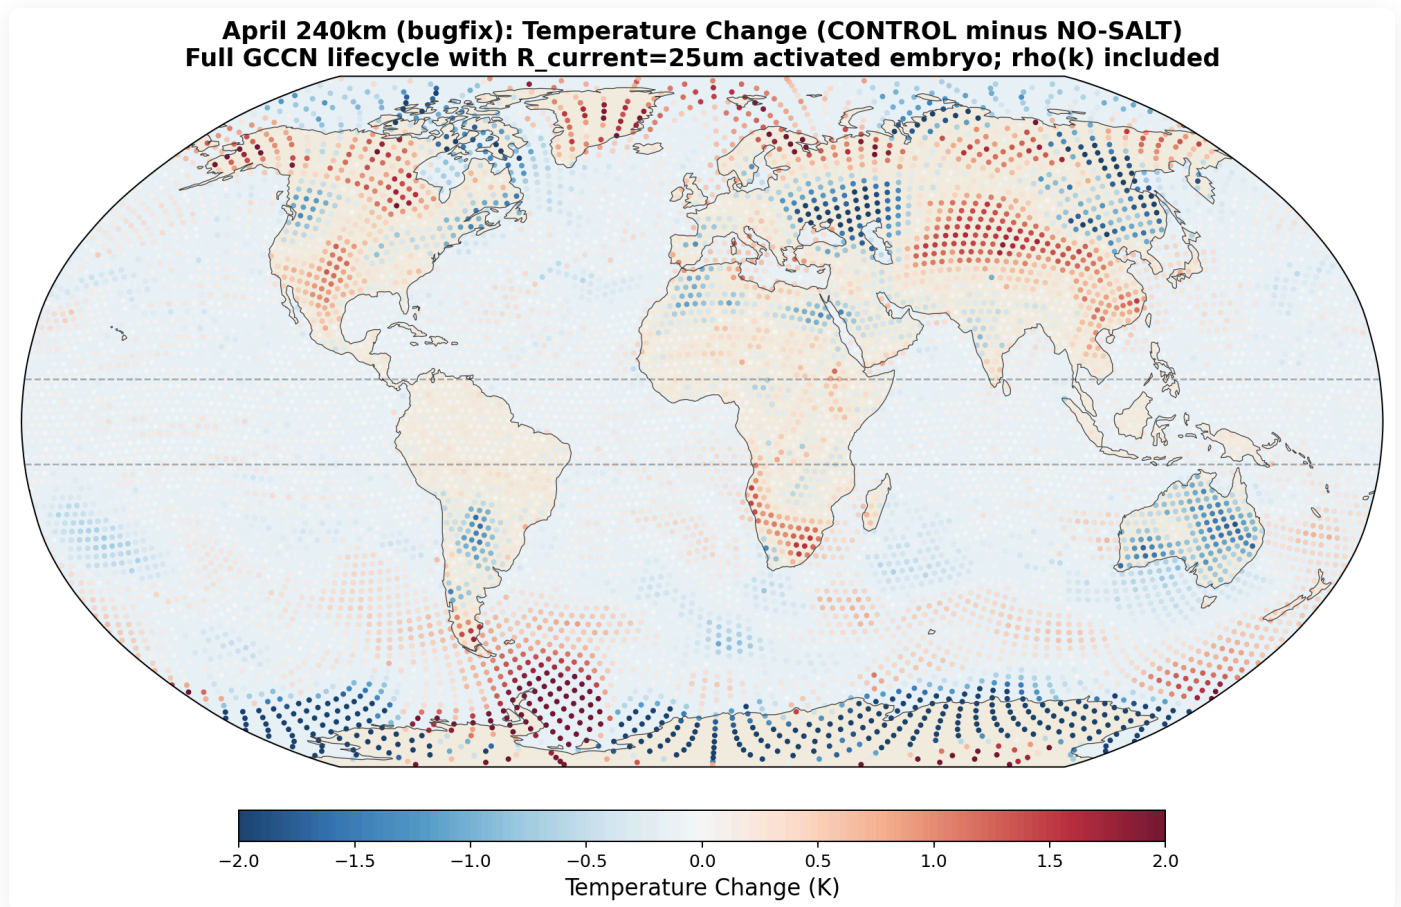 April 240km (bugfix): Temperature Change (CONTROL minus NO-SALT)
Full GCCN lifecycle with R_current=25um activated embryo; rho(k) included
−2.0 −1.5 −1.0 −0.5 0.0 0.5 1.0 1.5 2.0
Temperature Change (K)